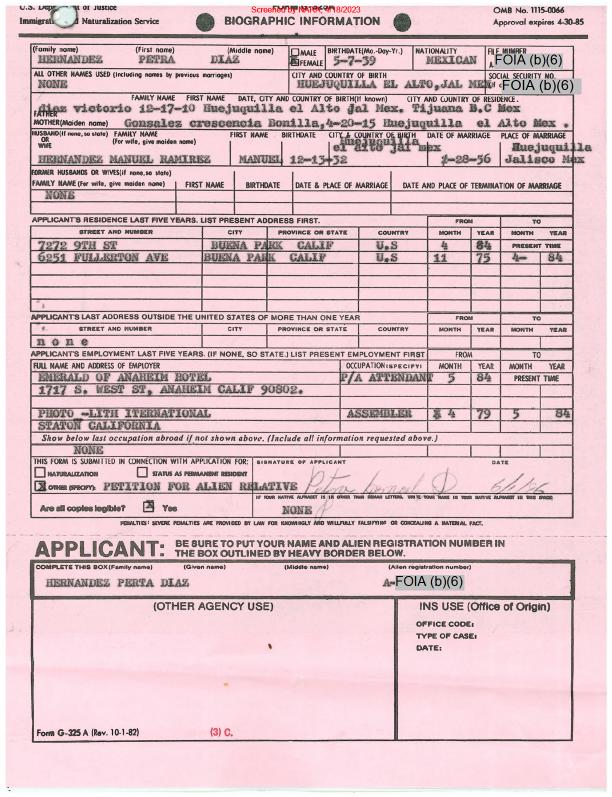 U.S. Dep of Justice
Screened by NARA, 4/18/2023
OMB No. 1115-0066
Immigrat and Naturalization Service
BIOGRAPHIC INFORMATION
Approval expires 4-30-85
(Family name) (First name) (Middle name) MALE FEMALE BIRTHDATE(Mo.-Day-Yr.) NATIONALITY FILE NUMBER
HERNANDEZ PETRA DIAZ 5-7-39 MEXICAN A- FOIA (b)(6)
ALL OTHER NAMES USED (Including names by previous marriages) CITY AND COUNTRY OF BIRTH SOCIAL SECURITY NO.
NONE HUEJUQUILLA EL ALTO,JAL MEX FOIA (b)(6)
FAMILY NAME FIRST NAME DATE, CITY AND COUNTRY OF BIRTH(If known) CITY AND COUNTRY OF RESIDENCE.
FATHER diaz victorio 12-17-10 Huejuquilla el Alto Jal Mex. Tijuana B,C Mex
MOTHER(Maiden name) Gonsalez crescencia Bonilla,4-20-15 Huejuquilla el Alto Mex .
HUSBAND(If none, so state) OR WIFE FAMILY NAME (For wife, give maiden name) FIRST NAME BIRTHDATE CITY & COUNTRY OF BIRTH DATE OF MARRIAGE PLACE OF MARRIAGE
Huejuquilla el alto jal mex Huejuquilla
HERNANDEZ MANUEL RAMIREZ MANUEL 12-13-32 -28-56 Jalisco Mex
FORMER HUSBANDS OR WIVES(if none, so state)
FAMILY NAME (For wife, give maiden name) FIRST NAME BIRTHDATE DATE & PLACE OF MARRIAGE DATE AND PLACE OF TERMINATION OF MARRIAGE
NONE
APPLICANT'S RESIDENCE LAST FIVE YEARS. LIST PRESENT ADDRESS FIRST. FROM TO
STREET AND NUMBER CITY PROVINCE OR STATE COUNTRY MONTH YEAR MONTH YEAR
7272 9TH ST BUENA PARK CALIF U.S 4 84 PRESENT TIME
6251 FULLERTON AVE BUENA PARK CALIF U.S 11 75 4- 84
APPLICANT'S LAST ADDRESS OUTSIDE THE UNITED STATES OF MORE THAN ONE YEAR FROM TO
STREET AND NUMBER CITY PROVINCE OR STATE COUNTRY MONTH YEAR MONTH YEAR
n o n e
APPLICANT'S EMPLOYMENT LAST FIVE YEARS. (IF NONE, SO STATE.) LIST PRESENT EMPLOYMENT FIRST FROM TO
FULL NAME AND ADDRESS OF EMPLOYER OCCUPATION(SPECIFY) MONTH YEAR MONTH YEAR
EMERALD OF ANAHEIM HOTEL P/A ATTENDANT 5 84 PRESENT TIME
1717 S. WEST ST, ANAHEIM CALIF 90802.
PHOTO -LITH ITERNATIONAL ASSEMBLER 4 79 5 84
STATON CALIFORNIA
Show below last occupation abroad if not shown above. (Include all information requested above.)
NONE
THIS FORM IS SUBMITTED IN CONNECTION WITH APPLICATION FOR: SIGNATURE OF APPLICANT DATE
NATURALIZATION STATUS AS PERMANENT RESIDENT
OTHER (SPECIFY): PETITION FOR ALIEN RELATIVE
IF YOUR NATIVE ALPHABET IS IN OTHER THAN ROMAN LETTERS, WRITE YOUR NAME IN YOUR NATIVE ALPHABET IN THIS SPACE:
Are all copies legible? X Yes NONE
PENALTIES: SEVERE PENALTIES ARE PROVIDED BY LAW FOR KNOWINGLY AND WILLFULLY FALSIFYING OR CONCEALING A MATERIAL FACT.
APPLICANT: BE SURE TO PUT YOUR NAME AND ALIEN REGISTRATION NUMBER IN
THE BOX OUTLINED BY HEAVY BORDER BELOW.
COMPLETE THIS BOX(Family name) (Given name) (Middle name) (Alien registration number)
HERNANDEZ PERTA DIAZ A- FOIA (b)(6)
(OTHER AGENCY USE) INS USE (Office of Origin)
OFFICE CODE:
TYPE OF CASE:
DATE:
Form G-325 A (Rev. 10-1-82) (3) C.